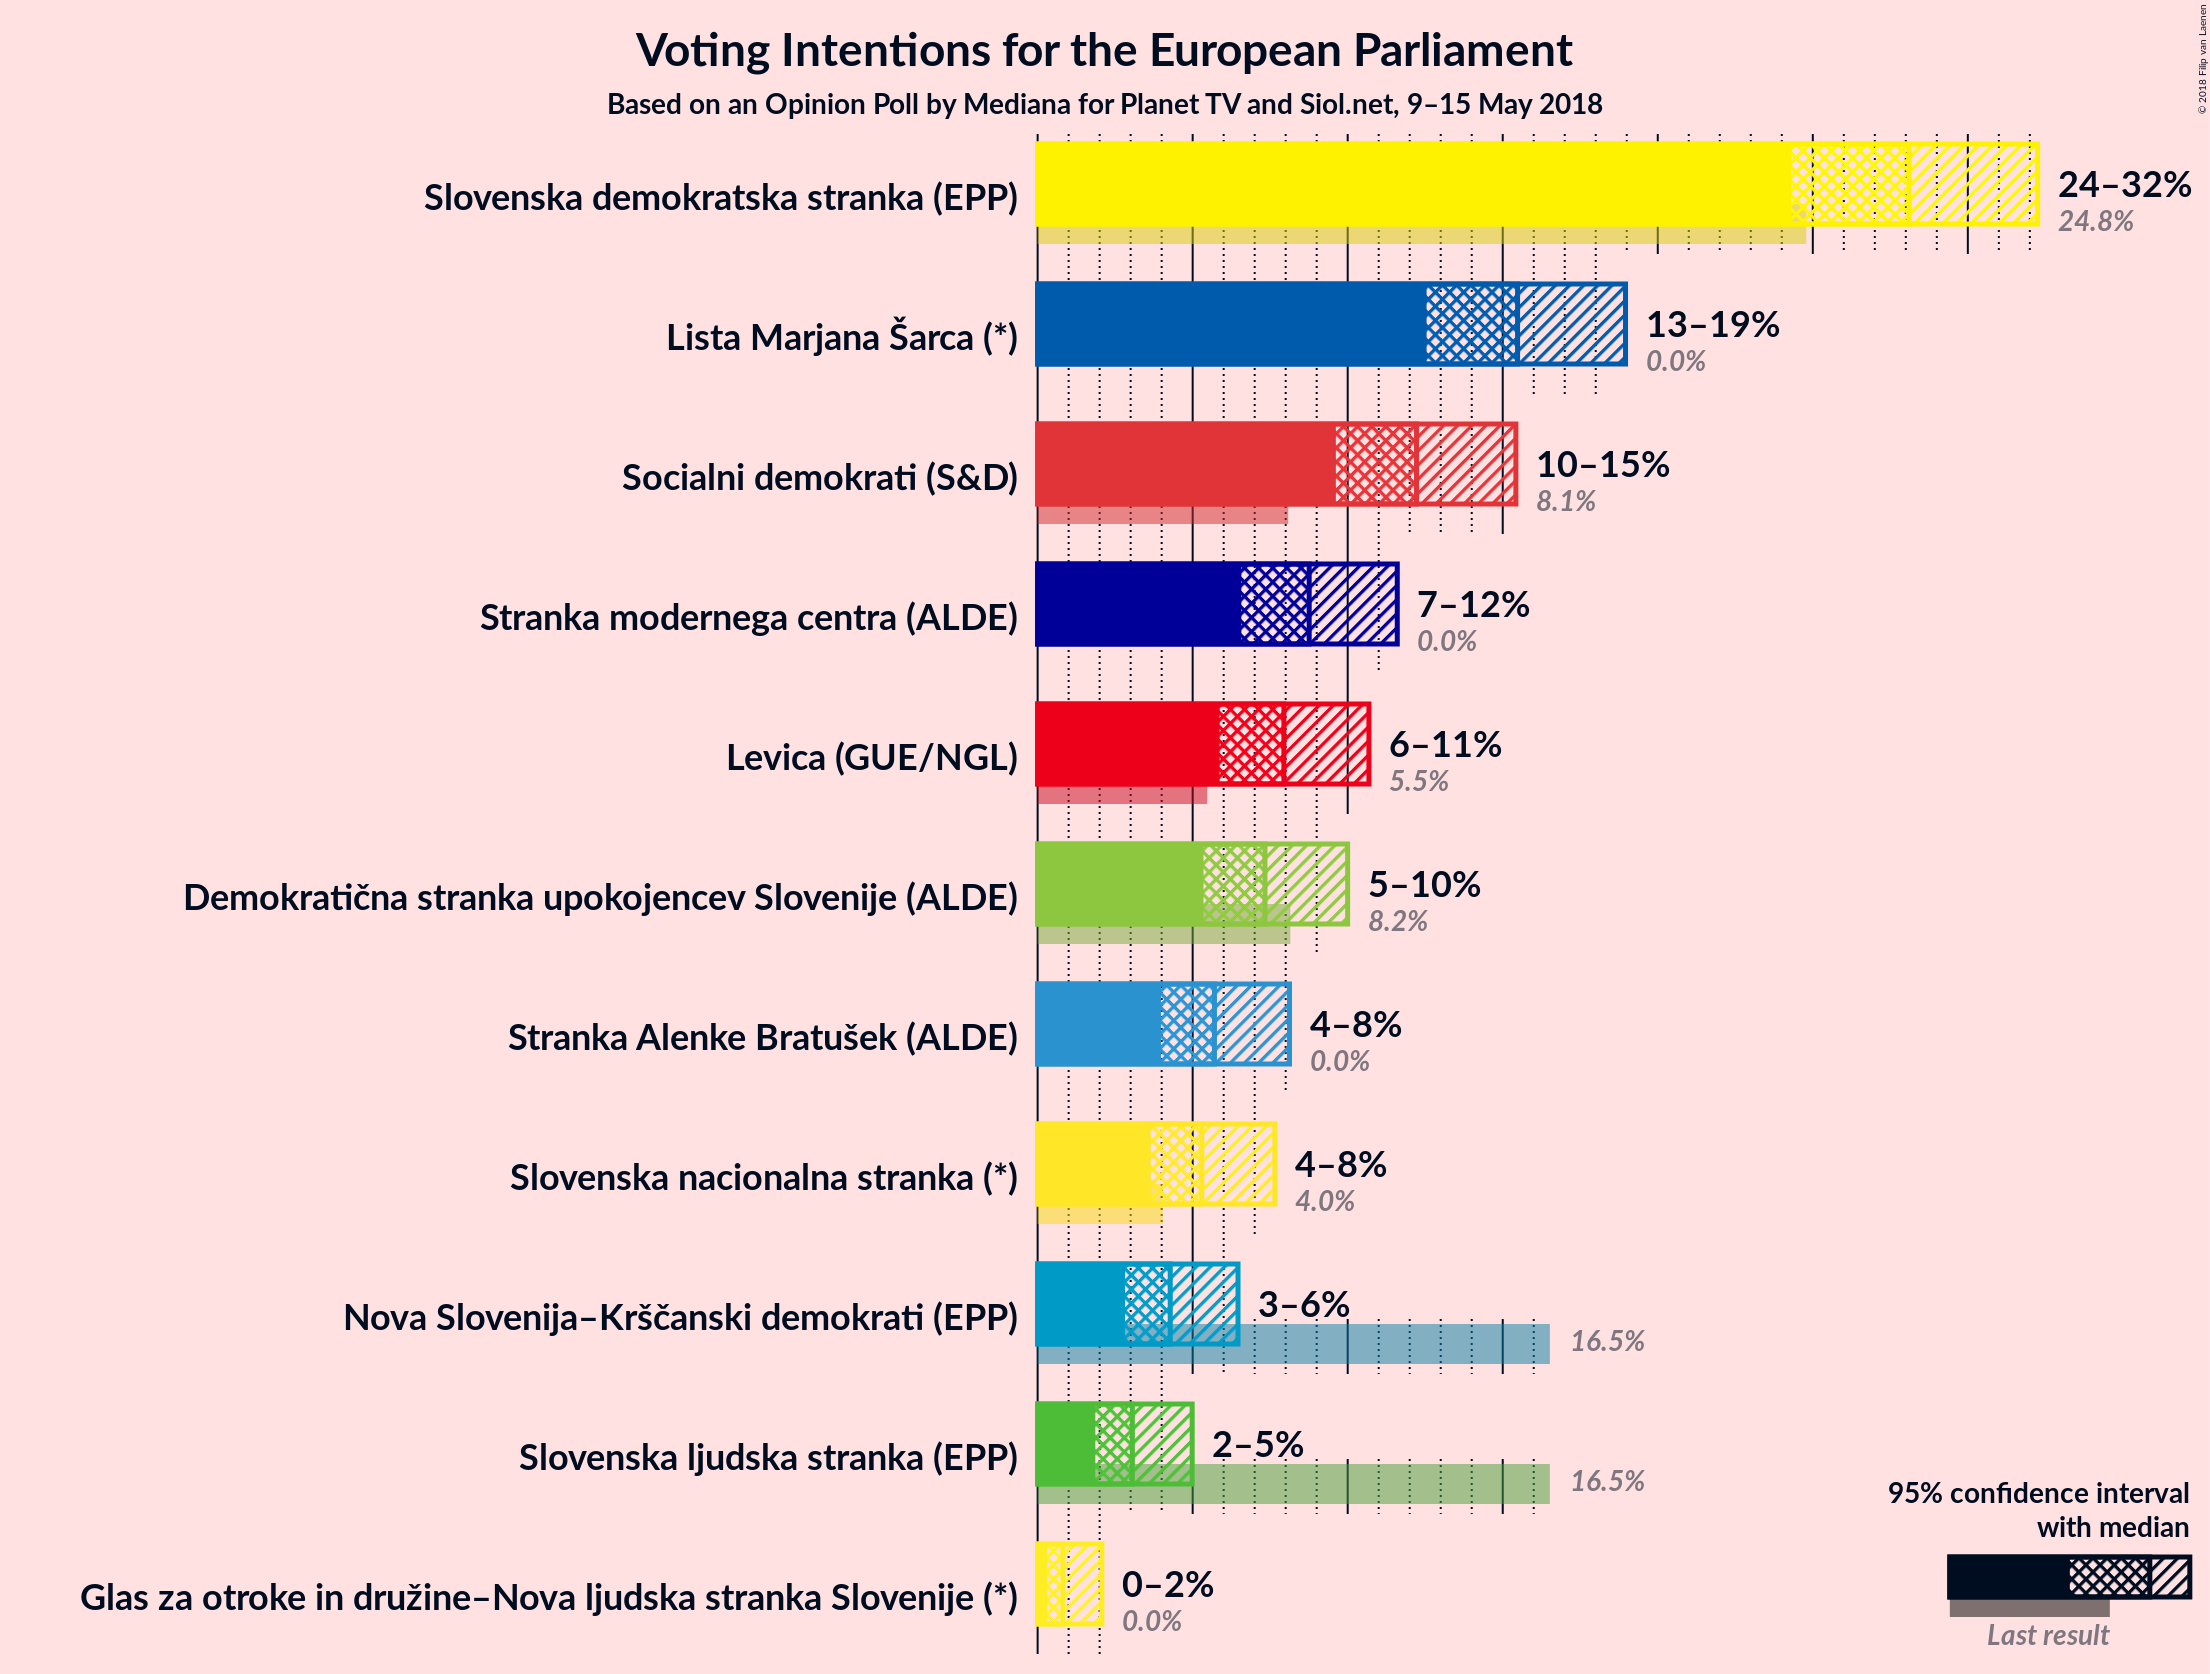 Voting Intentions for the European Parliament
Based on an Opinion Poll by Mediana for Planet TV and Siol.net, 9–15 May 2018
© 2018 Filip van Laenen
Slovenska demokratska stranka (EPP)
24–32%
24.8%
Lista Marjana Šarca (*)
13–19%
0.0%
Socialni demokrati (S&D)
10–15%
8.1%
Stranka modernega centra (ALDE)
7–12%
0.0%
Levica (GUE/NGL)
6–11%
5.5%
Demokratična stranka upokojencev Slovenije (ALDE)
5–10%
8.2%
Stranka Alenke Bratušek (ALDE)
4–8%
0.0%
Slovenska nacionalna stranka (*)
4–8%
4.0%
Nova Slovenija–Krščanski demokrati (EPP)
3–6%
16.5%
Slovenska ljudska stranka (EPP)
2–5%
16.5%
Glas za otroke in družine–Nova ljudska stranka Slovenije (*)
0–2%
0.0%
95% confidence interval
with median
Last result